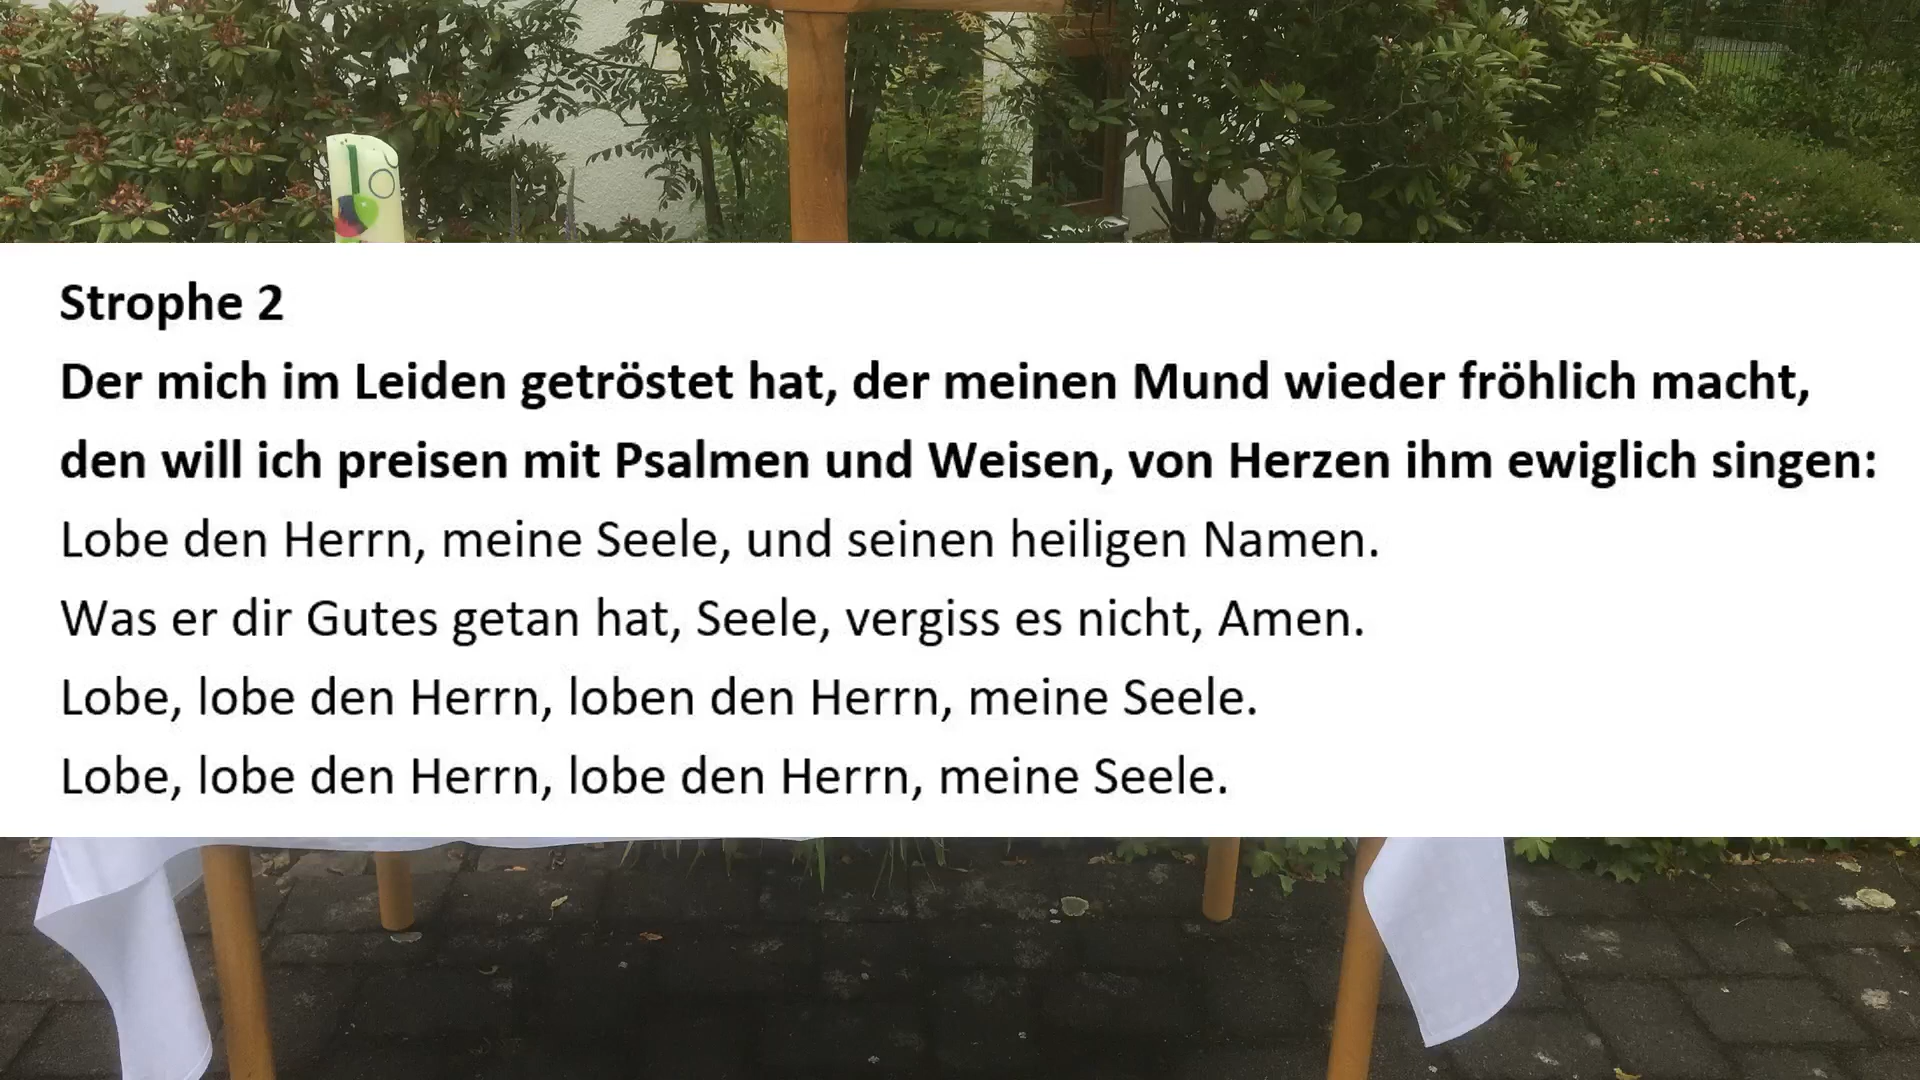 Strophe 2
Der mich im Leiden getröstet hat, der meinen Mund wieder fröhlich macht,
den will ich preisen mit Psalmen und Weisen, von Herzen ihm ewiglich singen:
Lobe den Herrn, meine Seele, und seinen heiligen Namen.
Was er dir Gutes getan hat, Seele, vergiss es nicht, Amen.
Lobe, lobe den Herrn, loben den Herrn, meine Seele.
Lobe, lobe den Herrn, lobe den Herrn, meine Seele.